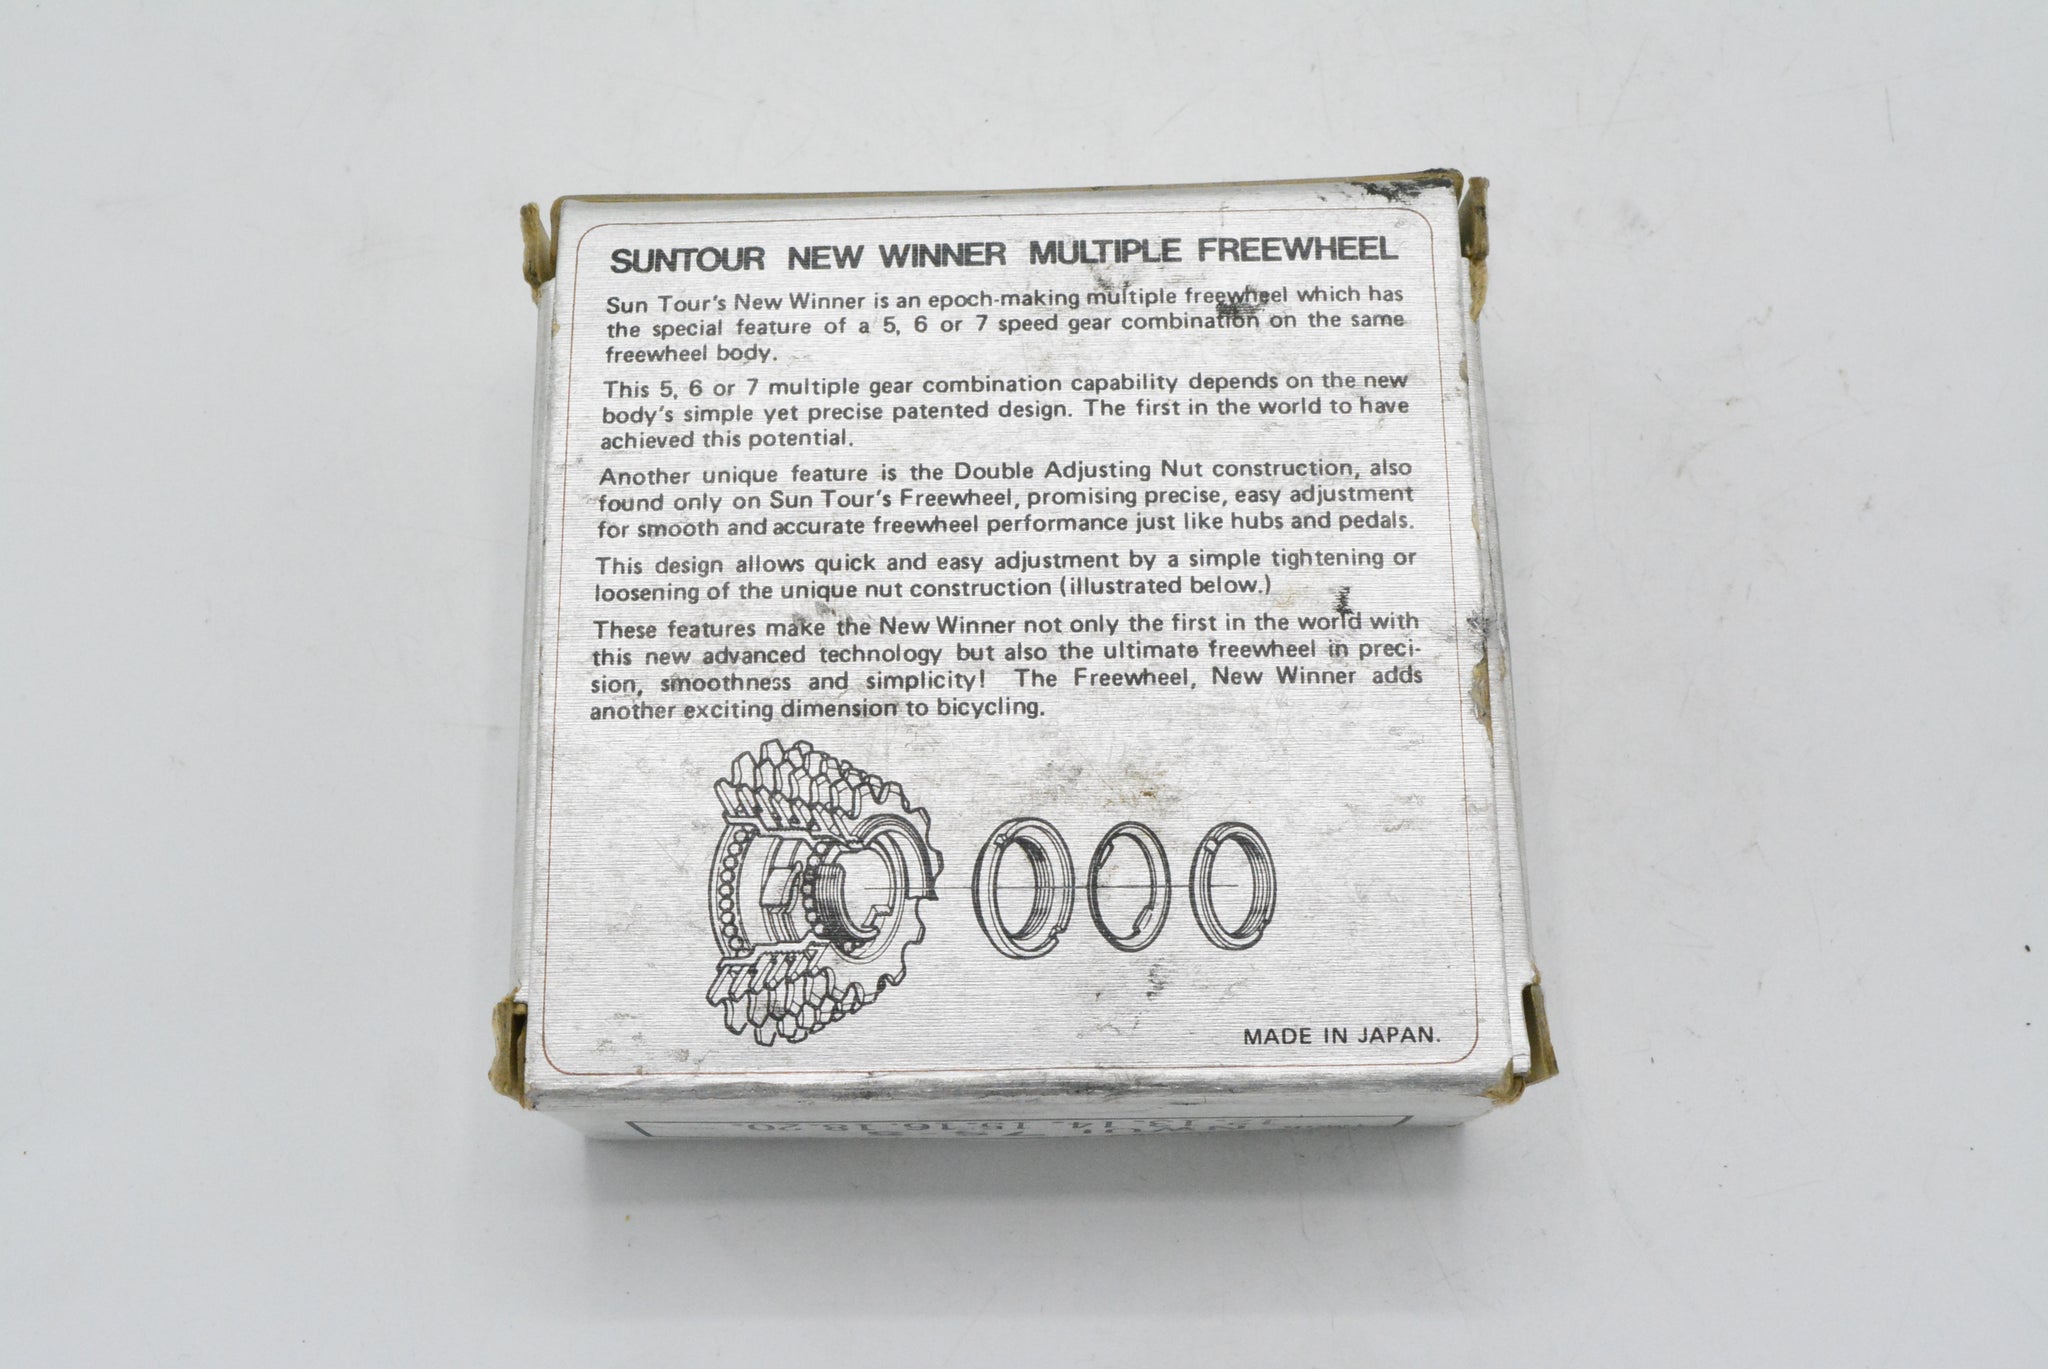 SUNTOUR NEW WINNER MULTIPLE FREEWHEEL
Sun Tour's New Winner is an epoch-making multiple freewheel which has
the special feature of a 5, 6 or 7 speed gear combination on the same
freewheel body.
This 5, 6 or 7 multiple gear combination capability depends on the new
body's simple yet precise patented design. The first in the world to have
achieved this potential.
Another unique feature is the Double Adjusting Nut construction, also
found only on Sun Tour's Freewheel, promising precise, easy adjustment
for smooth and accurate freewheel performance just like hubs and pedals.
This design allows quick and easy adjustment by a simple tightening or
loosening of the unique nut construction (illustrated below.)
These features make the New Winner not only the first in the world with
this new advanced technology but also the ultimate freewheel in preci-
sion, smoothness and simplicity! The Freewheel, New Winner adds
another exciting dimension to bicycling.
MADE IN JAPAN.
13.14. 15.16.18.20.